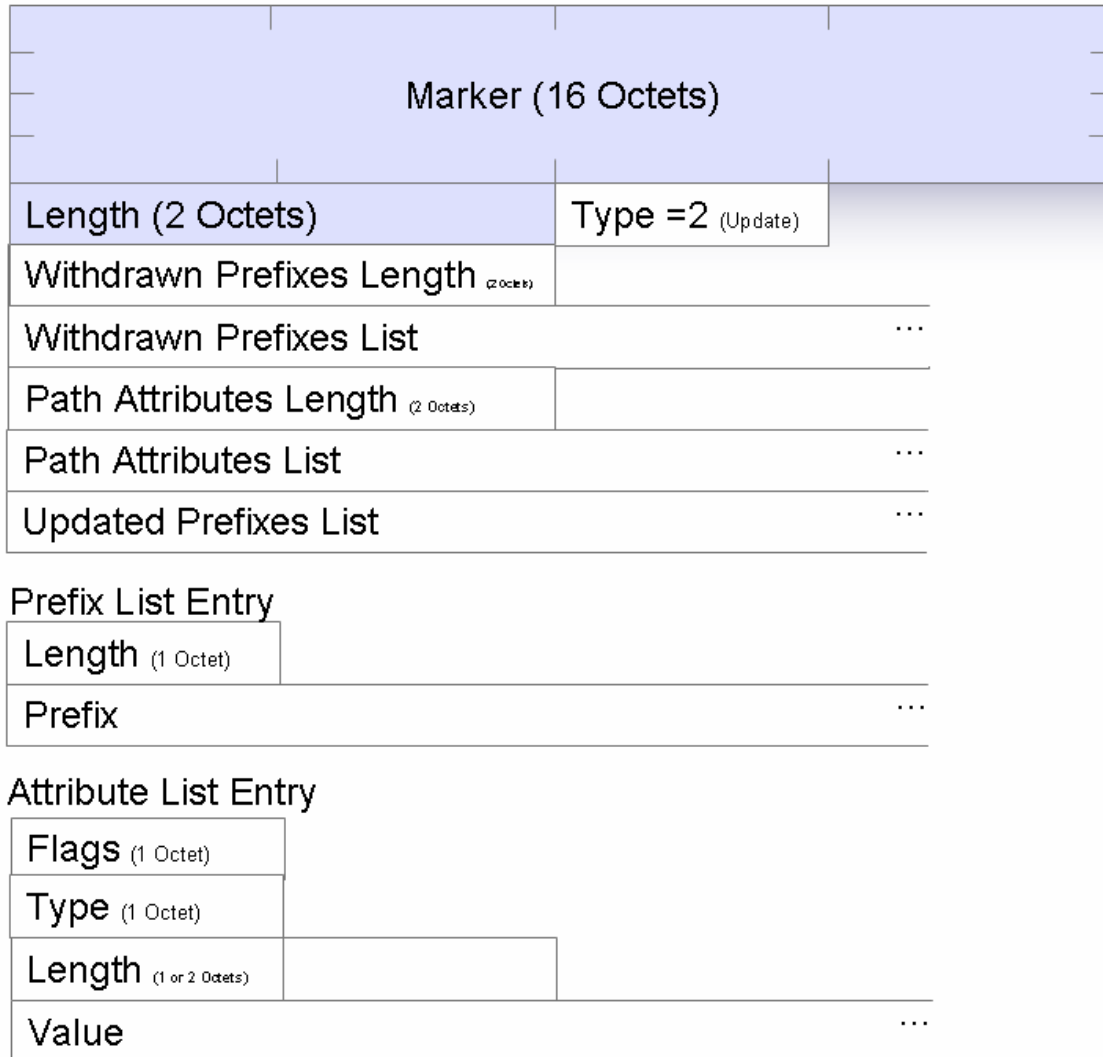 Marker (16 Octets)
Length (2 Octets) Type =2 (Update)
Withdrawn Prefixes Length (2 Octets)
Withdrawn Prefixes List ...
Path Attributes Length (2 Octets)
Path Attributes List ...
Updated Prefixes List ...
Prefix List Entry
Length (1 Octet)
Prefix ...
Attribute List Entry
Flags (1 Octet)
Type (1 Octet)
Length (1 or 2 Octets)
Value ...